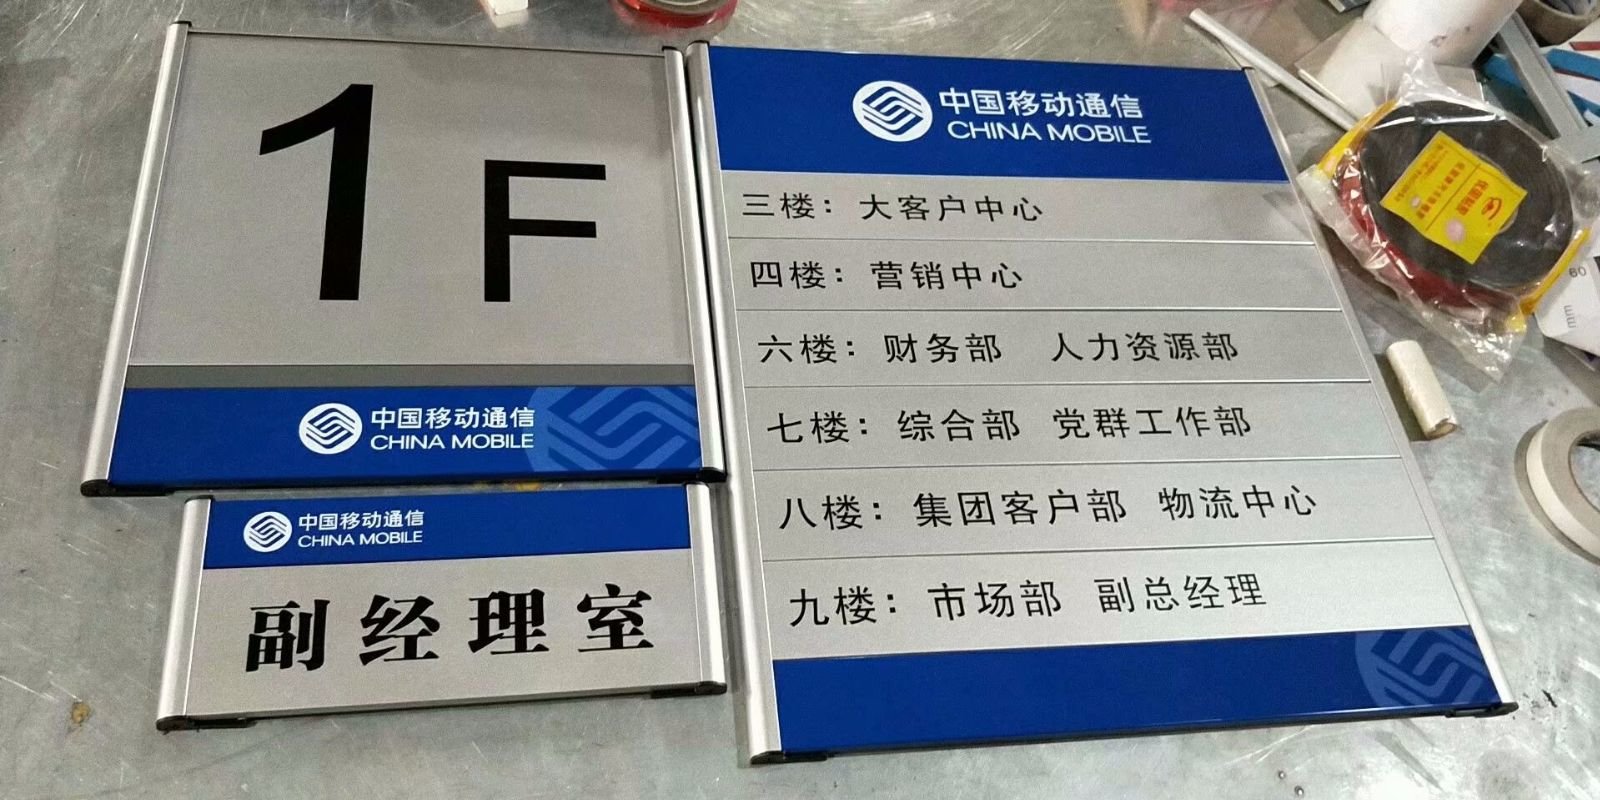 1 F
中国移动通信
CHINA MOBILE
中国移动通信
CHINA MOBILE
副经理室
中国移动通信
CHINA MOBILE
三楼：大客户中心
四楼：营销中心
六楼：财务部 人力资源部
七楼：综合部 党群工作部
八楼：集团客户部 物流中心
九楼：市场部 副总经理
60
mm